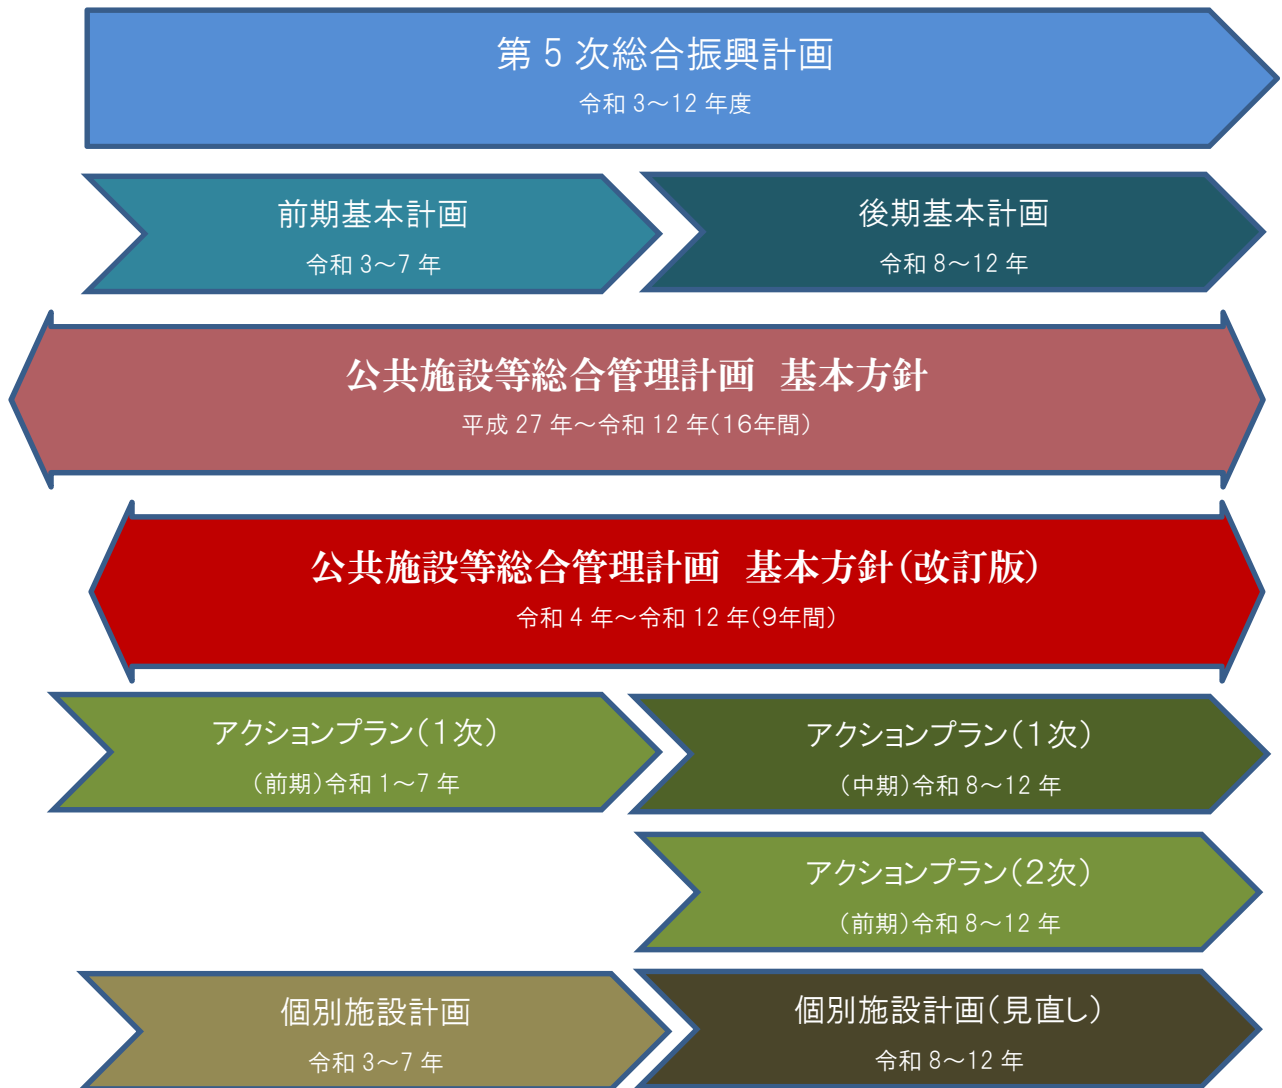 第 5 次総合振興計画
令和 3～12 年度
前期基本計画
令和 3～7 年
後期基本計画
令和 8～12 年
公共施設等総合管理計画　基本方針
平成 27 年～令和 12 年(16年間)
公共施設等総合管理計画　基本方針(改訂版)
令和 4 年～令和 12 年(9年間)
アクションプラン(1次)
(前期)令和 1～7 年
アクションプラン(1次)
(中期)令和 8～12 年
アクションプラン(2次)
(前期)令和 8～12 年
個別施設計画
令和 3～7 年
個別施設計画(見直し)
令和 8～12 年